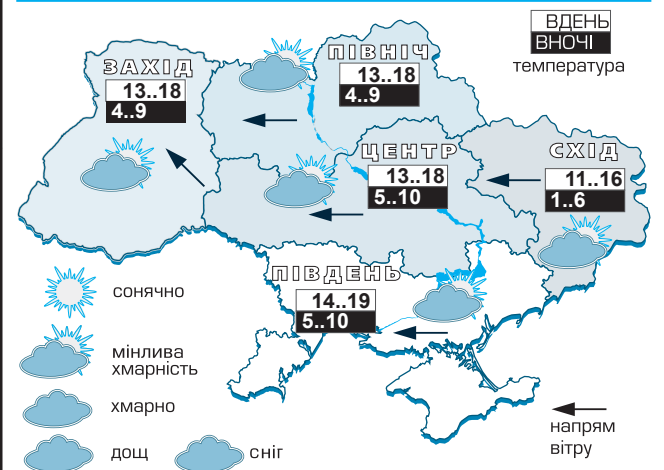 ВДЕНЬ
ВНОЧІ
температура
ЗАХІД
13..18
4..9
ПІВНІЧ
13..18
4..9
ЦЕНТР
13..18
5..10
СХІД
11..16
1..6
ПІВДЕНЬ
14..19
5..10
сонячно
мінлива
хмарність
хмарно
дощ
сніг
напрям
вітру